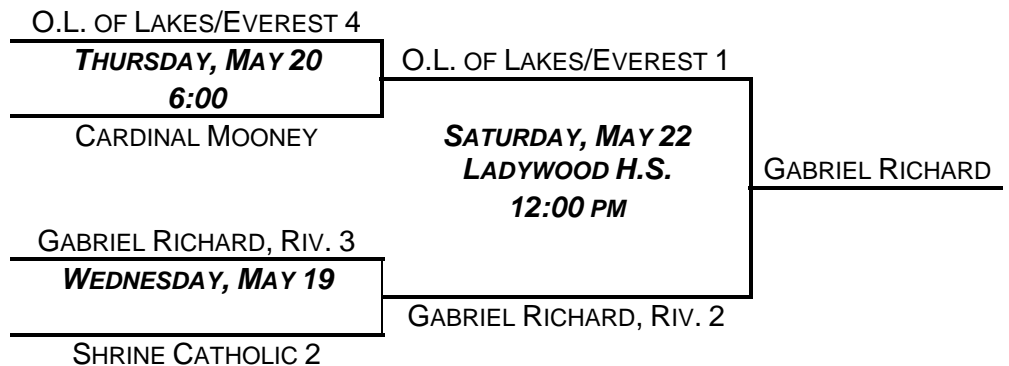 O.L. OF LAKES/EVEREST 4
THURSDAY, MAY 20
6:00
CARDINAL MOONEY
O.L. OF LAKES/EVEREST 1
SATURDAY, MAY 22
LADYWOOD H.S.
12:00 PM
GABRIEL RICHARD
GABRIEL RICHARD, RIV. 3
WEDNESDAY, MAY 19
SHRINE CATHOLIC 2
GABRIEL RICHARD, RIV. 2